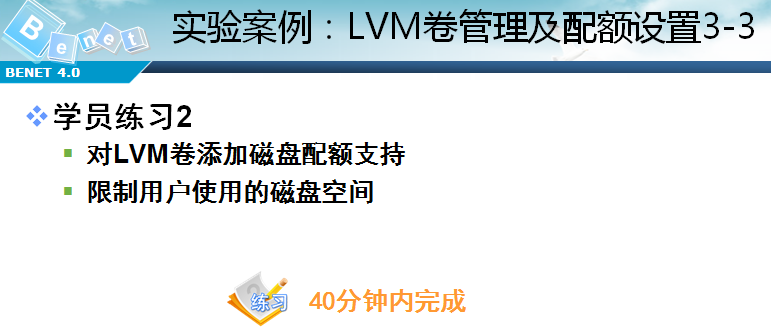 实验案例：LVM卷管理及配额设置3-3
Benet
BENET 4.0
学员练习2
对LVM卷添加磁盘配额支持
限制用户使用的磁盘空间
练习
40分钟内完成